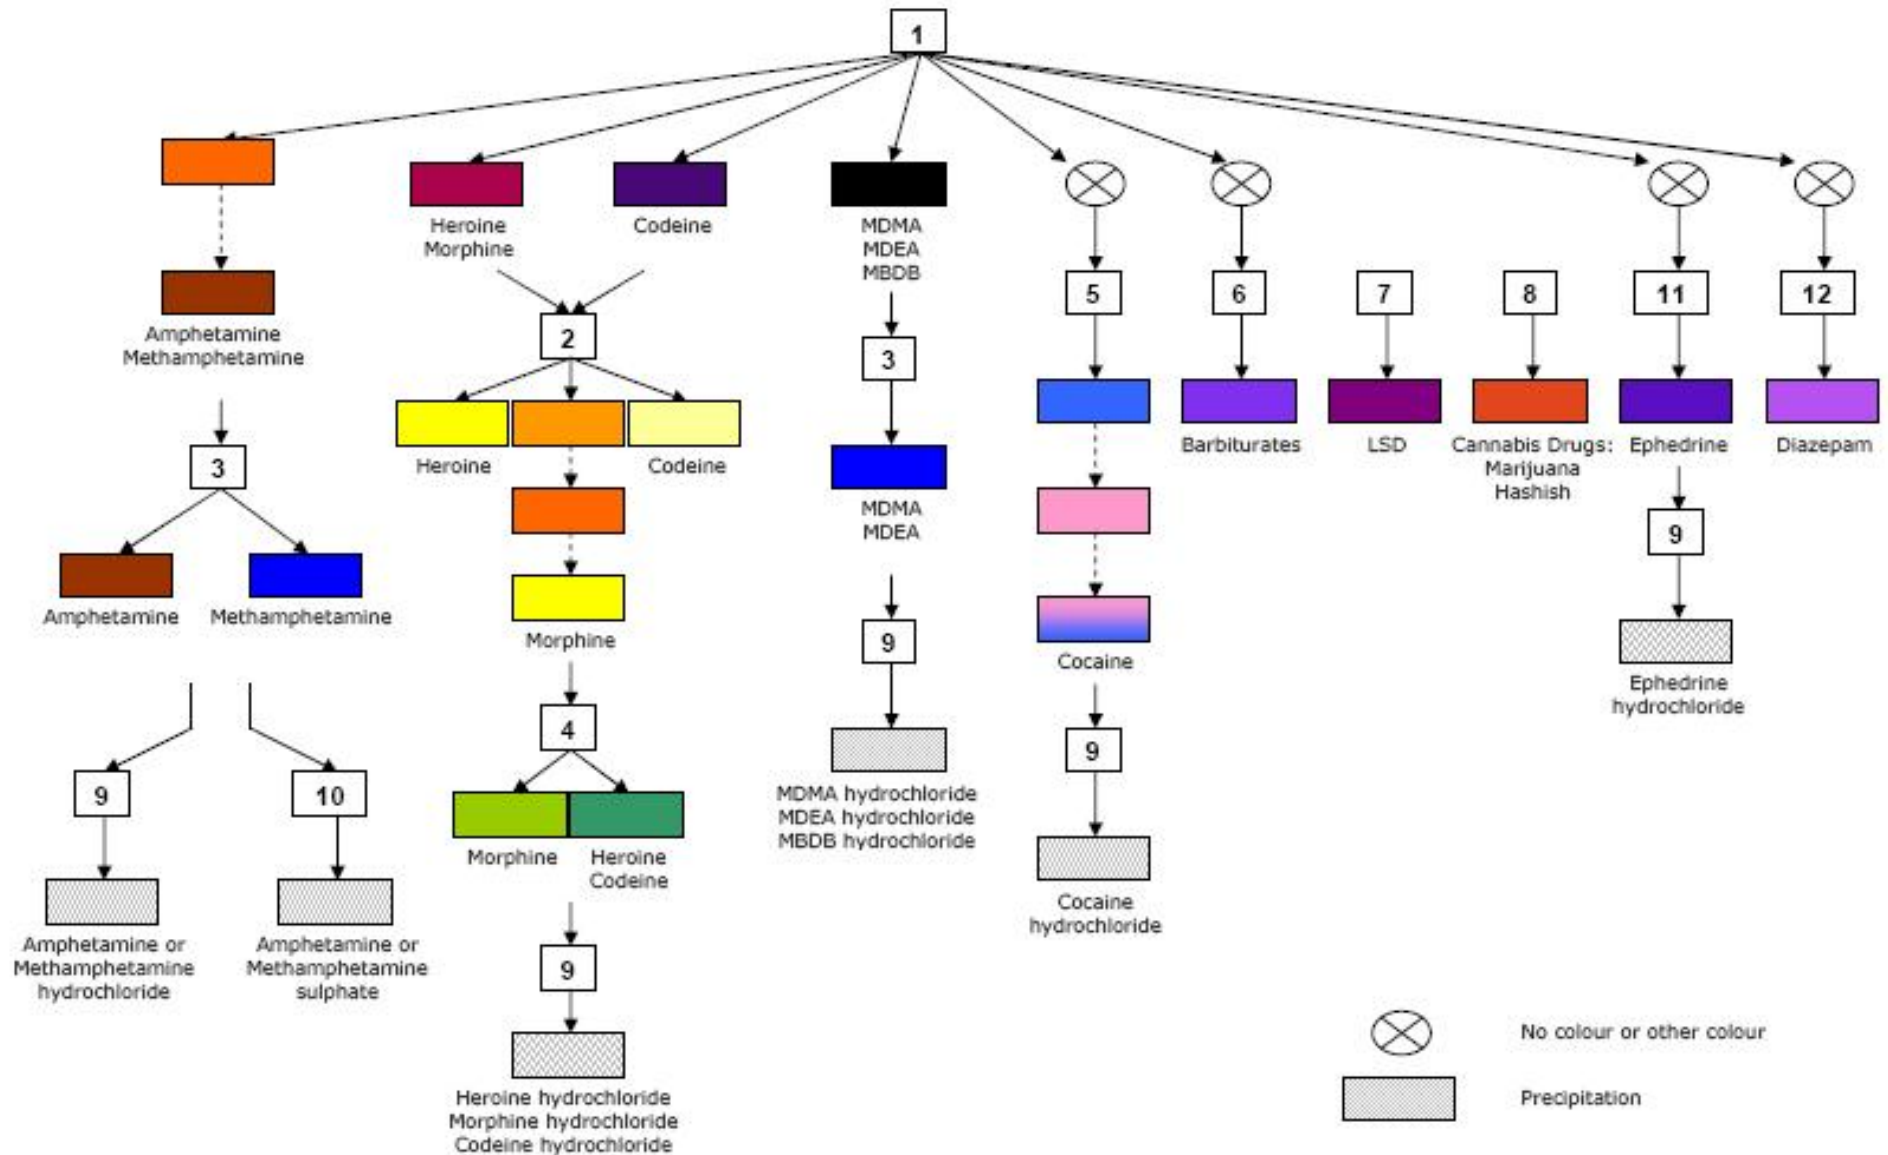 1
Heroine
Morphine
Codeine
MDMA
MDEA
MBDB
5
6
7
8
11
12
Amphetamine
Methamphetamine
2
3
Barbiturates
LSD
Cannabis Drugs:
Marijuana
Hashish
Ephedrine
Diazepam
Heroine
Codeine
3
MDMA
MDEA
9
Amphetamine
Methamphetamine
Morphine
9
Cocaine
Ephedrine
hydrochloride
4
9
9
10
MDMA hydrochloride
MDEA hydrochloride
MBDB hydrochloride
Morphine
Heroine
Codeine
Cocaine
hydrochloride
Amphetamine or
Methamphetamine
hydrochloride
Amphetamine or
Methamphetamine
sulphate
9
Heroine hydrochloride
Morphine hydrochloride
Codeine hydrochloride
No colour or other colour
Precipitation